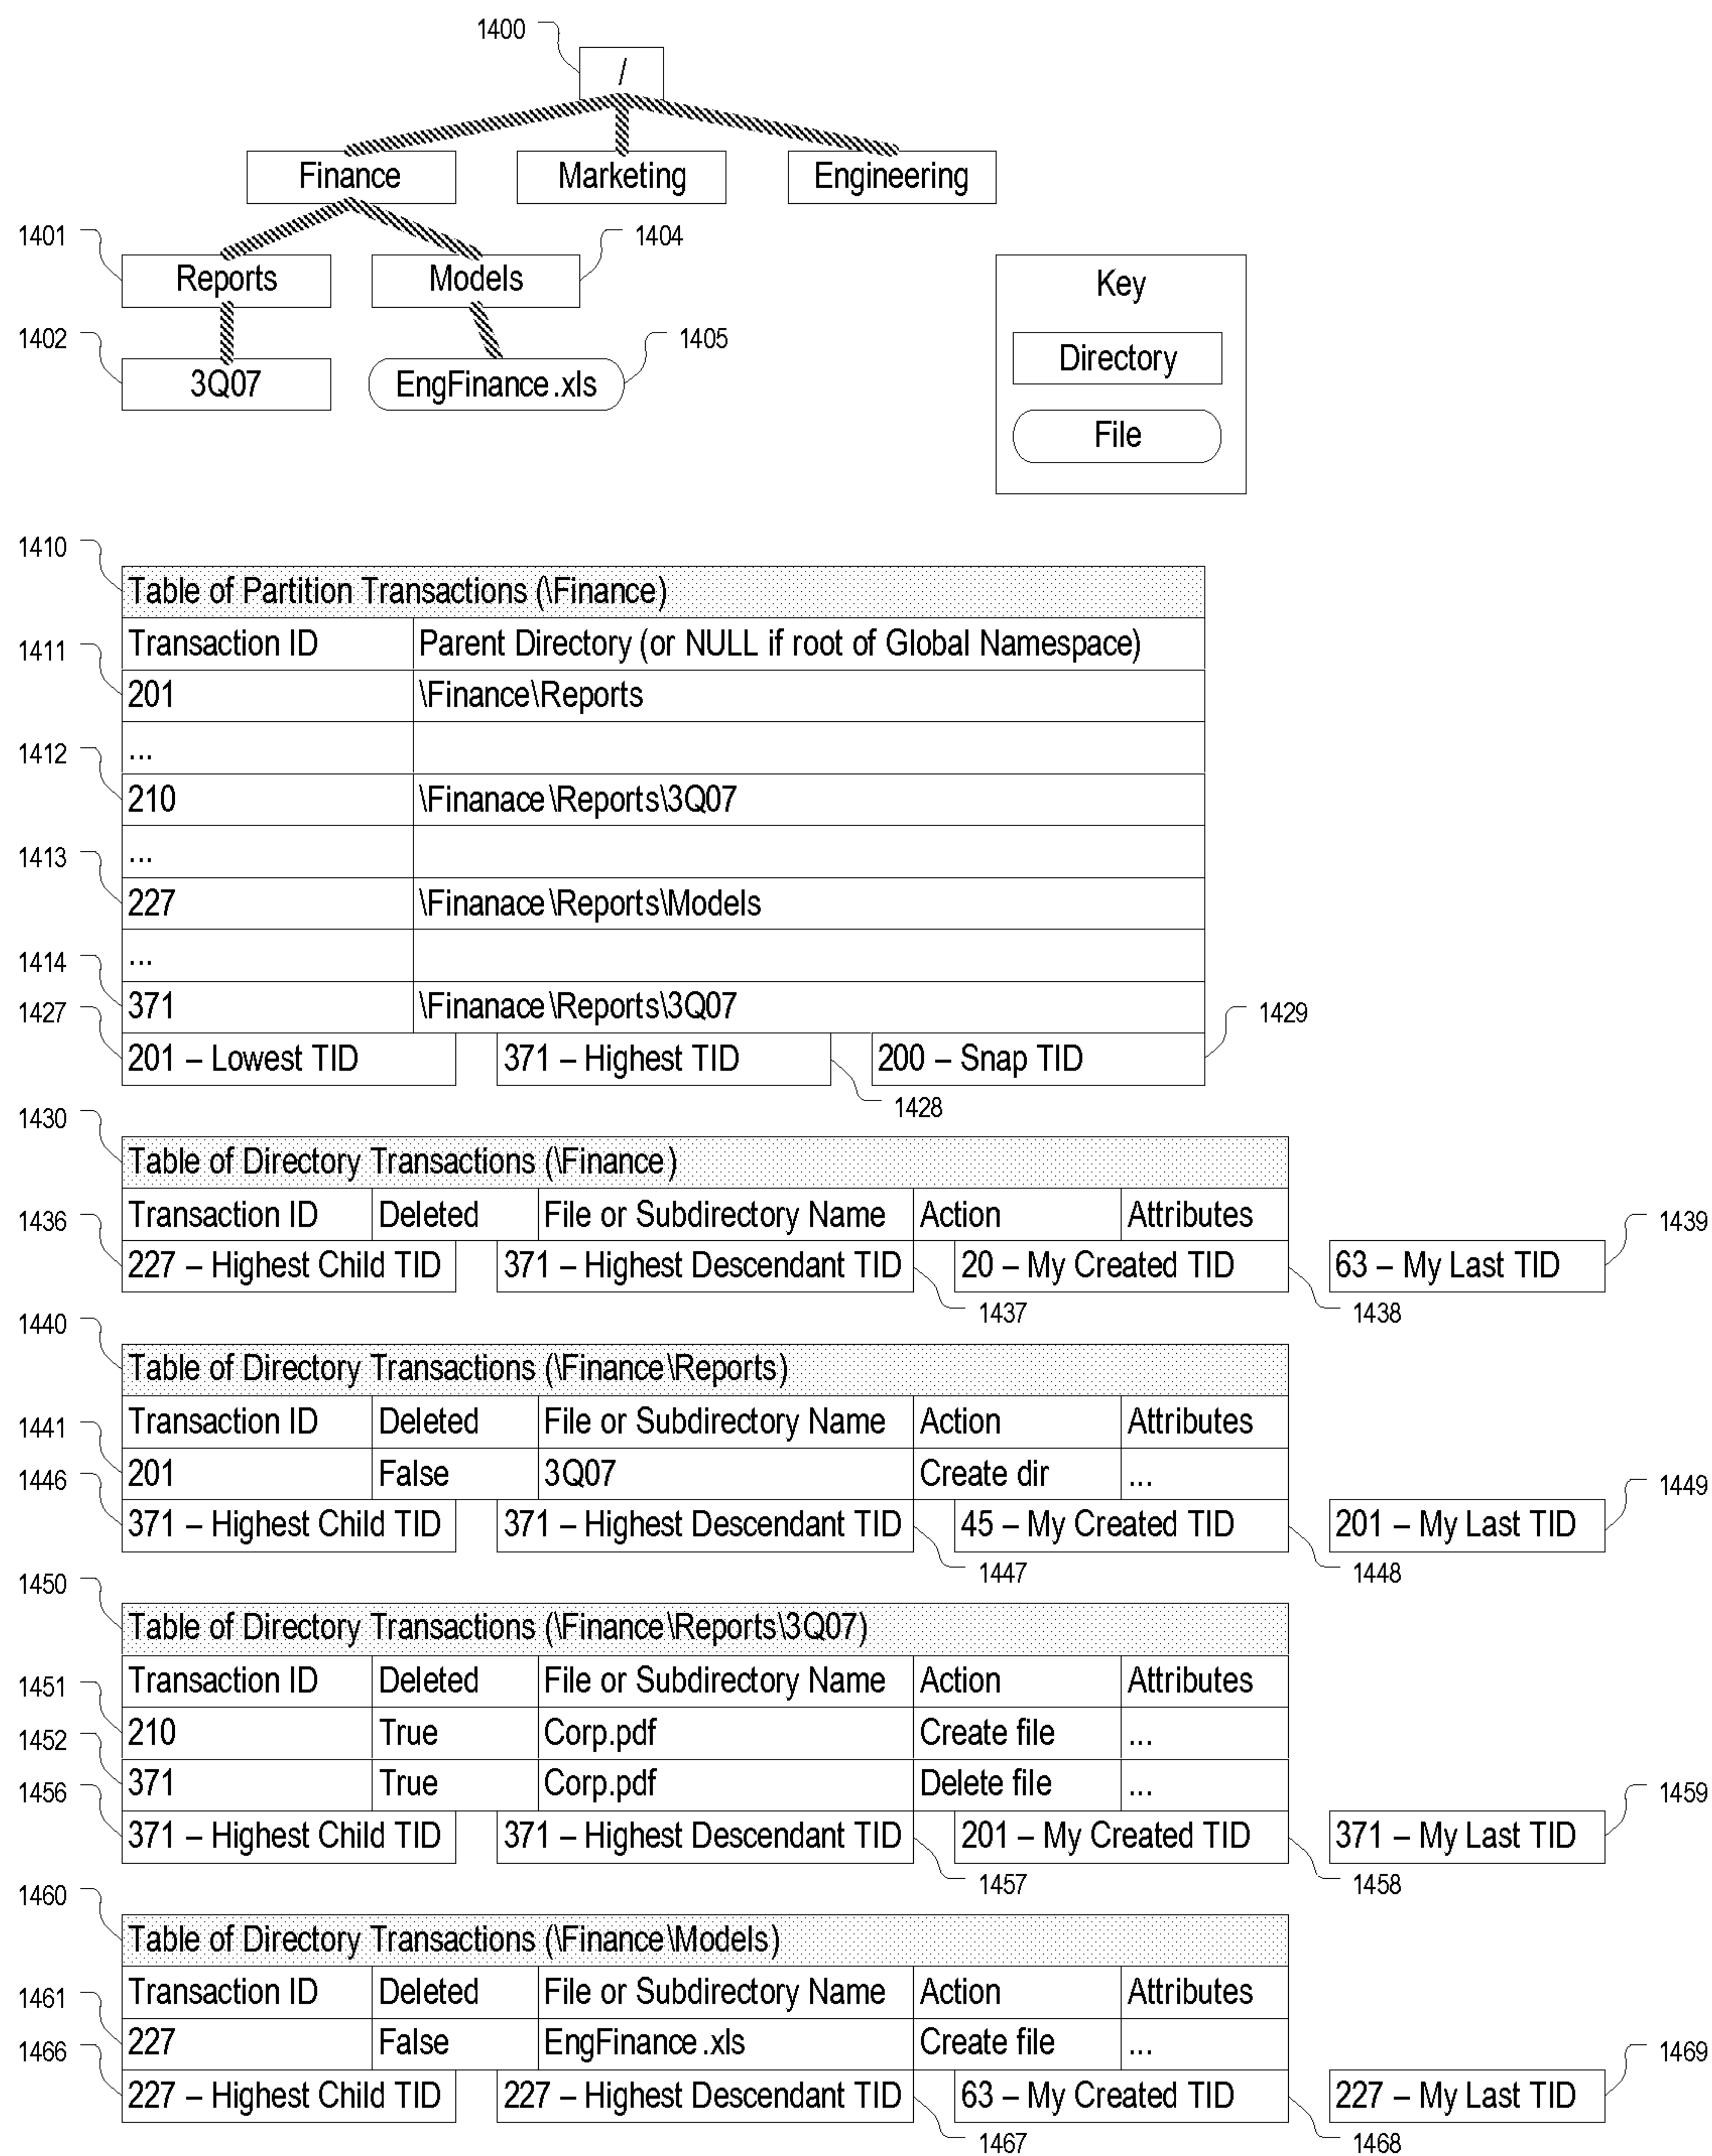 1400
/
Finance Marketing Engineering
1401 1404
Reports Models
Key
1402 1405
Directory
3Q07 EngFinance.xls
File
1410
Table of Partition Transactions (\Finance)
1411 Transaction ID Parent Directory (or NULL if root of Global Namespace)
201 \Finance\Reports
1412 ...
210 \Finanace\Reports\3Q07
1413 ...
227 \Finanace\Reports\Models
1414 ...
371 \Finanace\Reports\3Q07
1427 1429
201 – Lowest TID 371 – Highest TID 200 – Snap TID
1428
1430
Table of Directory Transactions (\Finance)
1436 Transaction ID Deleted File or Subdirectory Name Action Attributes 1439
227 – Highest Child TID 371 – Highest Descendant TID 20 – My Created TID 63 – My Last TID
1437 1438
1440
Table of Directory Transactions (\Finance\Reports)
1441 Transaction ID Deleted File or Subdirectory Name Action Attributes
1446 201 False 3Q07 Create dir ... 1449
371 – Highest Child TID 371 – Highest Descendant TID 45 – My Created TID 201 – My Last TID
1447 1448
1450
Table of Directory Transactions (\Finance\Reports\3Q07)
1451 Transaction ID Deleted File or Subdirectory Name Action Attributes
1452 210 True Corp.pdf Create file ...
1456 371 True Corp.pdf Delete file ... 1459
371 – Highest Child TID 371 – Highest Descendant TID 201 – My Created TID 371 – My Last TID
1457 1458
1460
Table of Directory Transactions (\Finance\Models)
1461 Transaction ID Deleted File or Subdirectory Name Action Attributes
1466 227 False EngFinance.xls Create file ... 1469
227 – Highest Child TID 227 – Highest Descendant TID 63 – My Created TID 227 – My Last TID
1467 1468